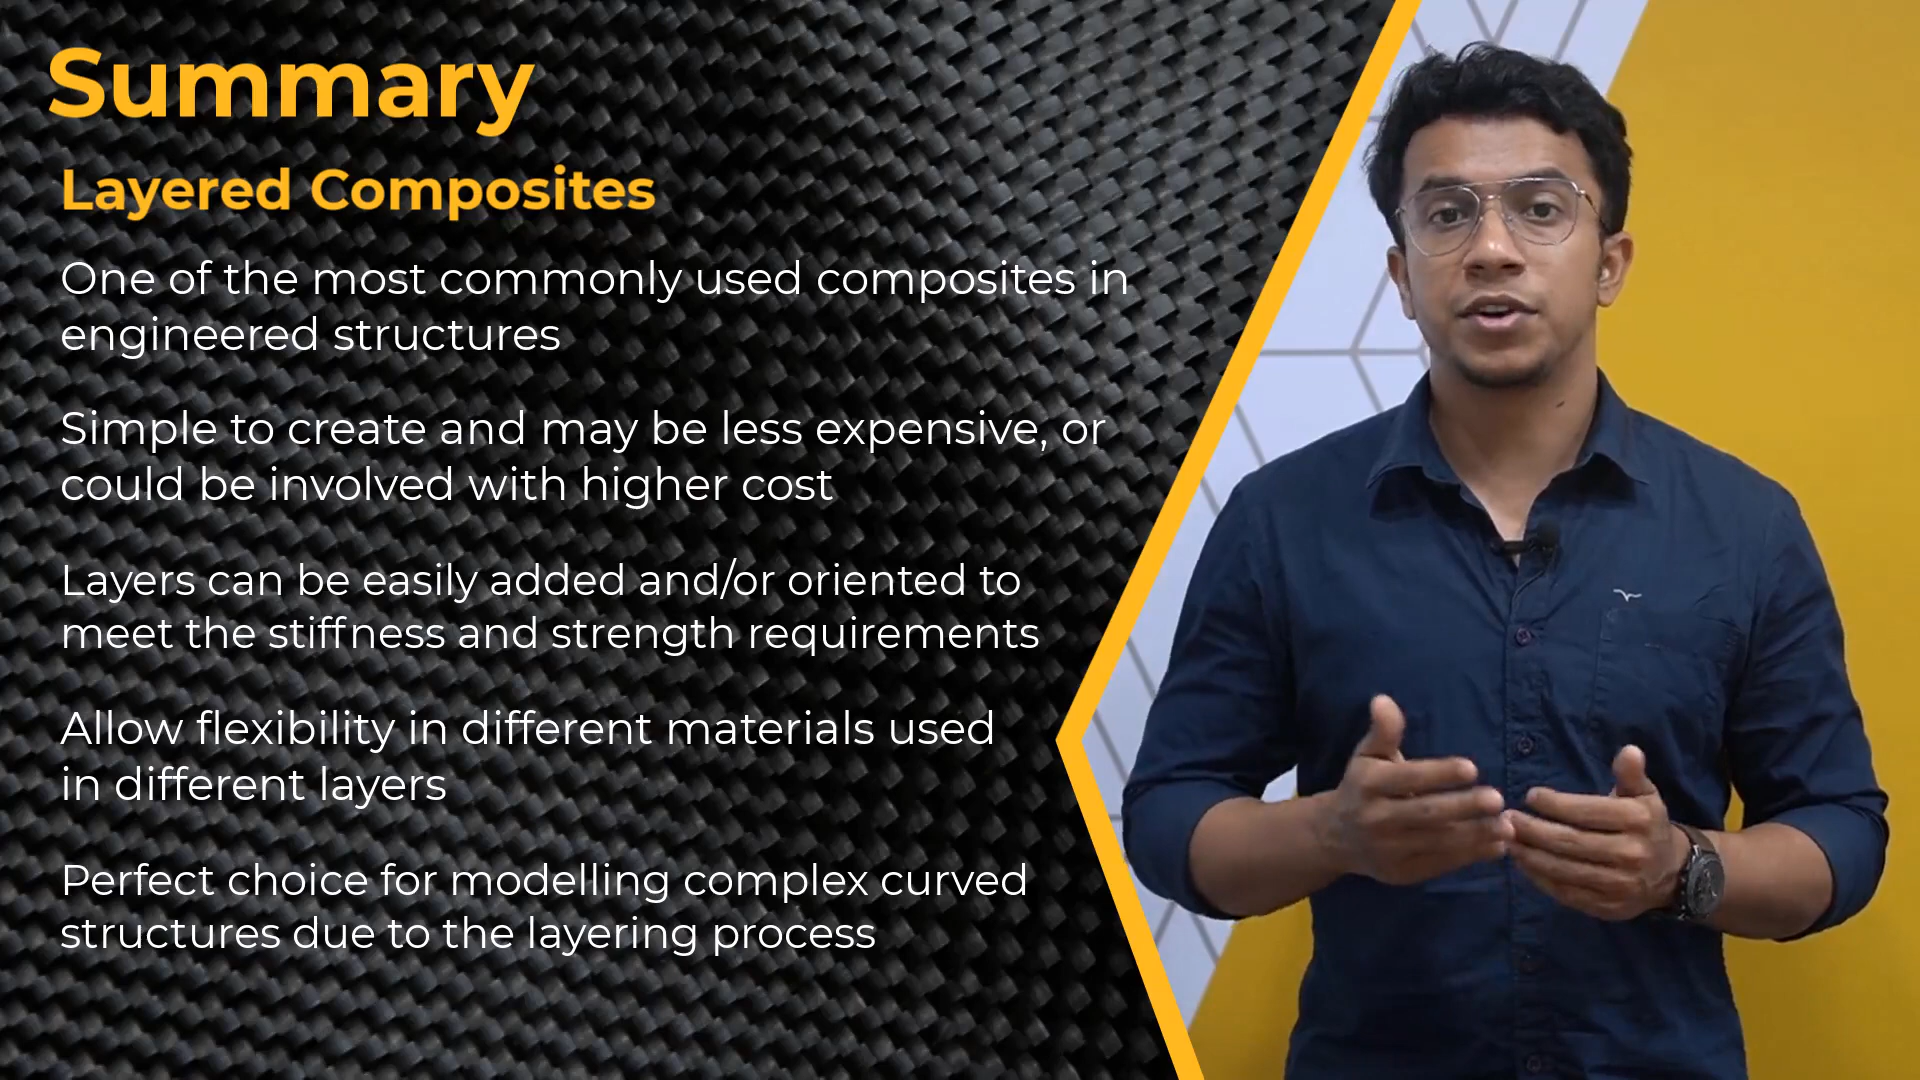 Summary
Layered Composites
One of the most commonly used composites in
engineered structures
Simple to create and may be less expensive, or
could be involved with higher cost
Layers can be easily added and/or oriented to
meet the stiffness and strength requirements
Allow flexibility in different materials used
in different layers
Perfect choice for modelling complex curved
structures due to the layering process